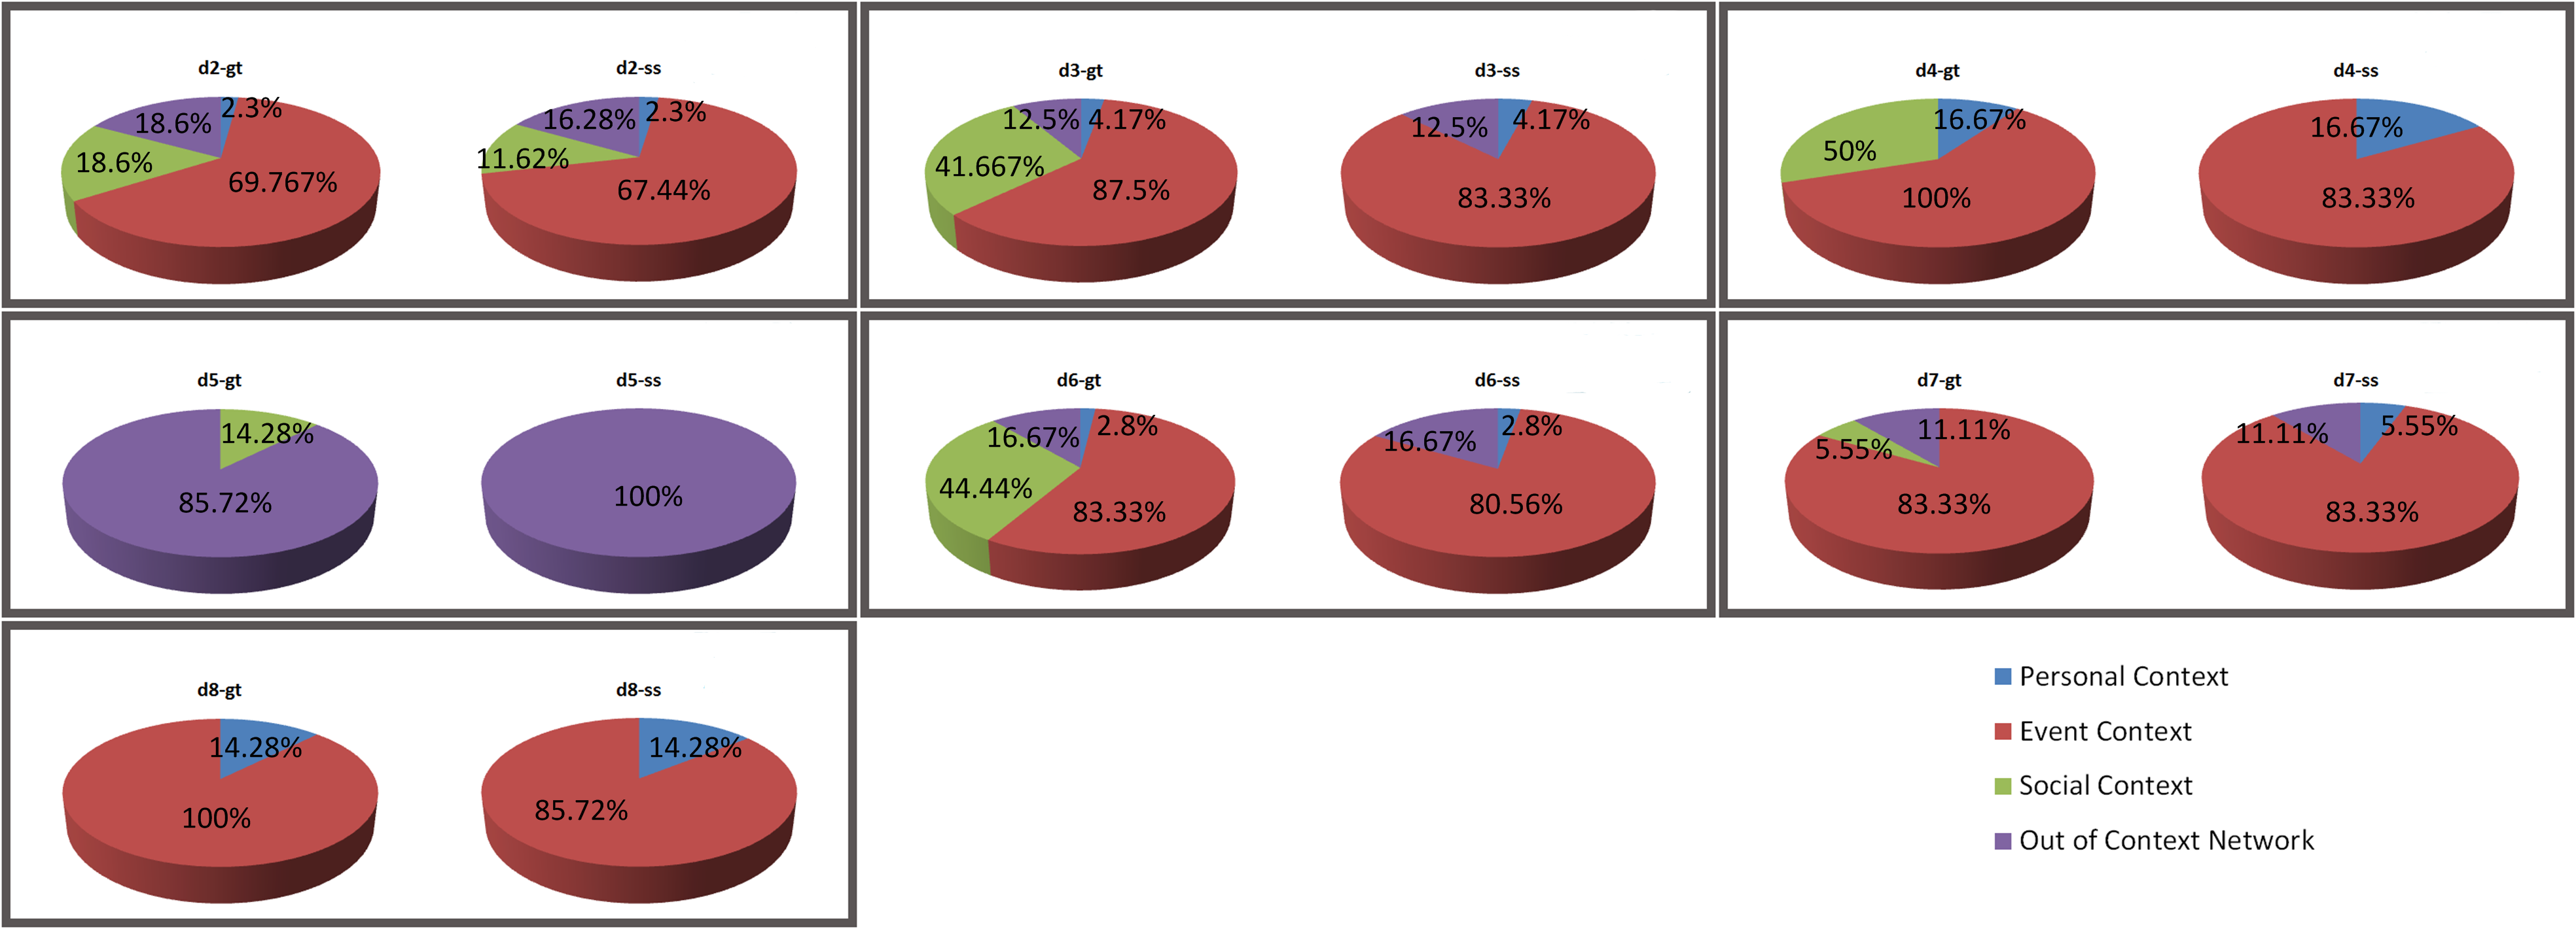 d2-gt
2.3%
18.6%
18.6%
69.767%
d2-ss
2.3%
16.28%
11.62%
67.44%
d3-gt
12.5%
4.17%
41.667%
87.5%
d3-ss
12.5%
4.17%
83.33%
d4-gt
16.67%
50%
100%
d4-ss
16.67%
83.33%
d5-gt
14.28%
85.72%
d5-ss
100%
d6-gt
2.8%
16.67%
44.44%
83.33%
d6-ss
2.8%
16.67%
80.56%
d7-gt
11.11%
5.55%
83.33%
d7-ss
5.55%
11.11%
83.33%
d8-gt
14.28%
100%
d8-ss
14.28%
85.72%
Personal Context
Event Context
Social Context
Out of Context Network